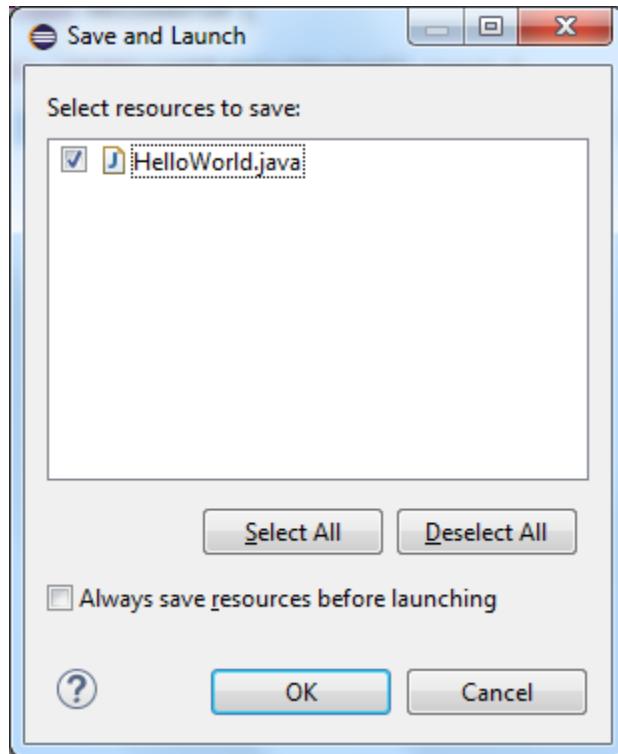 Save and Launch
Select resources to save:
HelloWorld.java
Select All Deselect All
Always save resources before launching
? OK Cancel